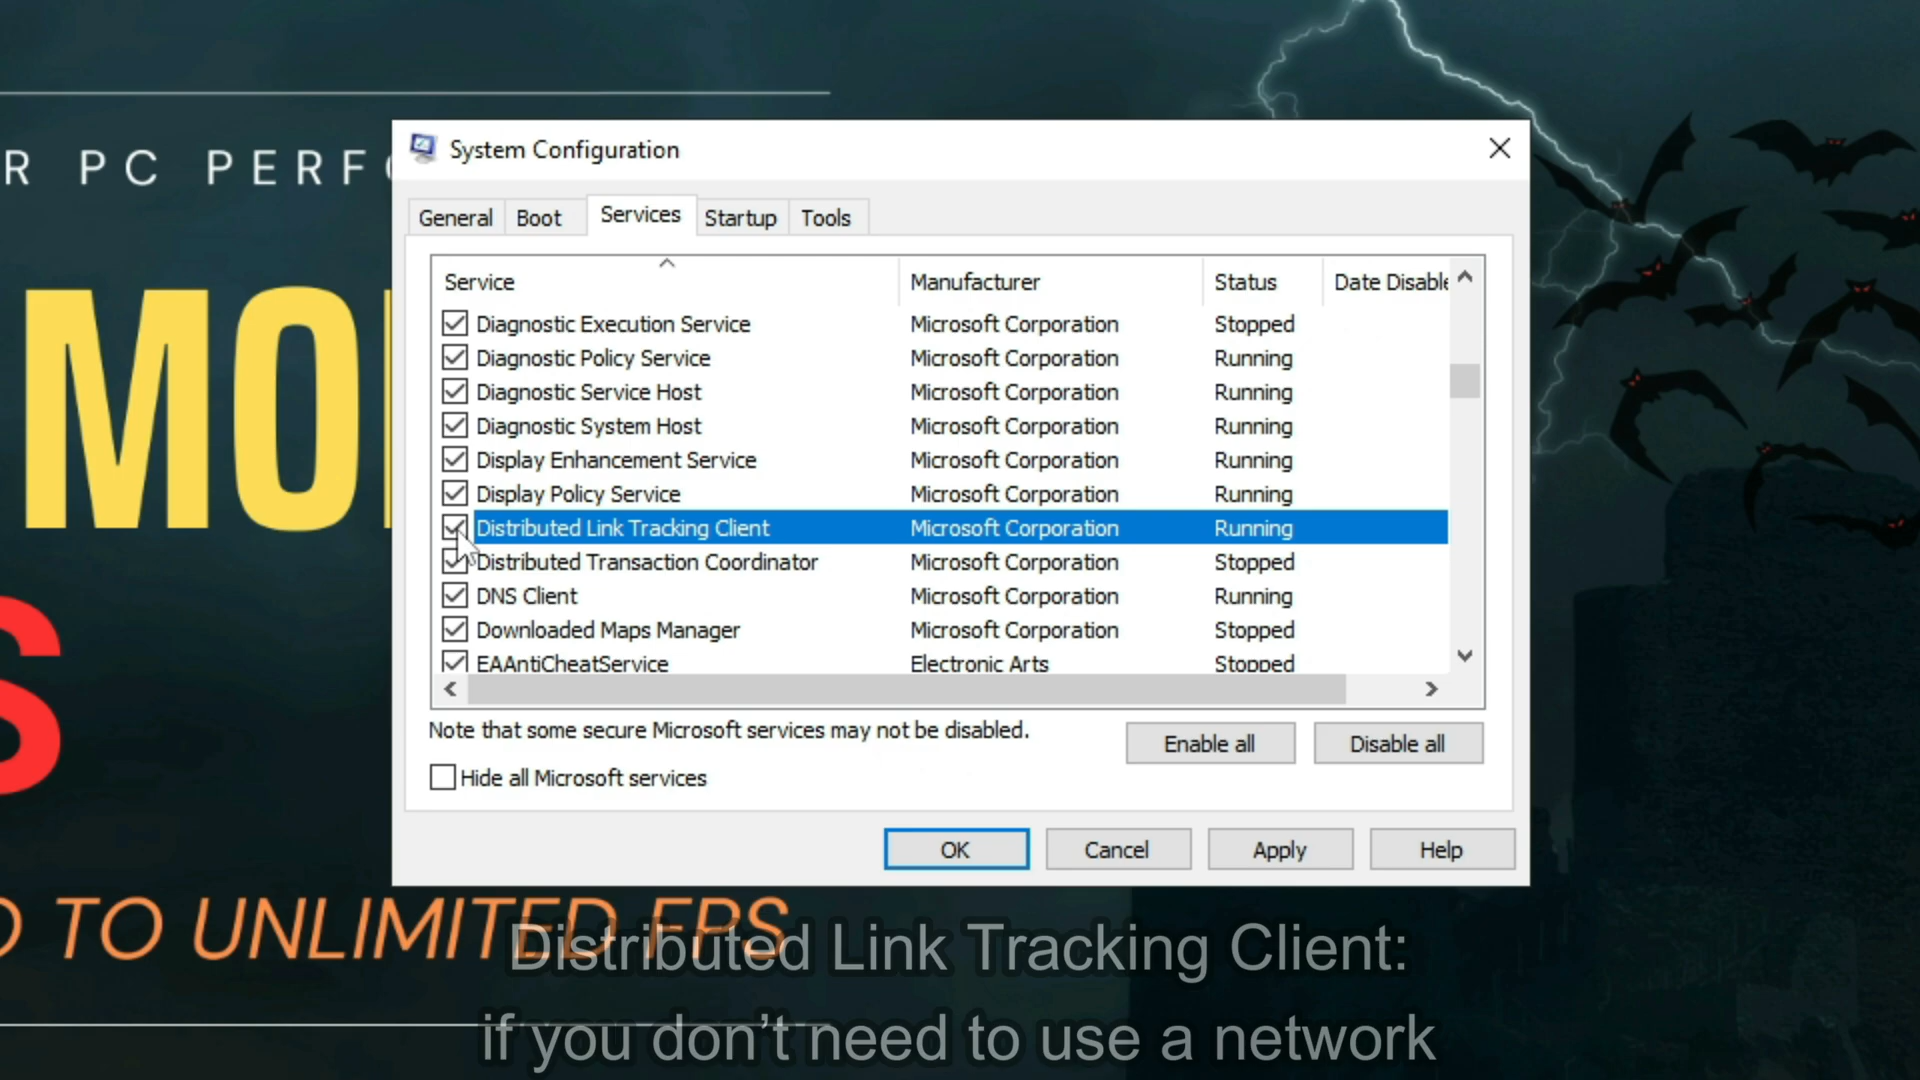 R PC PERF
MO
S
O TO UNLIMITED FPS
System Configuration
General Boot Services Startup Tools
Service Manufacturer Status Date Disable
Diagnostic Execution Service Microsoft Corporation Stopped
Diagnostic Policy Service Microsoft Corporation Running
Diagnostic Service Host Microsoft Corporation Running
Diagnostic System Host Microsoft Corporation Running
Display Enhancement Service Microsoft Corporation Running
Display Policy Service Microsoft Corporation Running
Distributed Link Tracking Client Microsoft Corporation Running
Distributed Transaction Coordinator Microsoft Corporation Stopped
DNS Client Microsoft Corporation Running
Downloaded Maps Manager Microsoft Corporation Stopped
EAAntiCheatService Electronic Arts Stopped
Note that some secure Microsoft services may not be disabled.
Enable all Disable all
Hide all Microsoft services
OK Cancel Apply Help
Distributed Link Tracking Client:
if you don't need to use a network